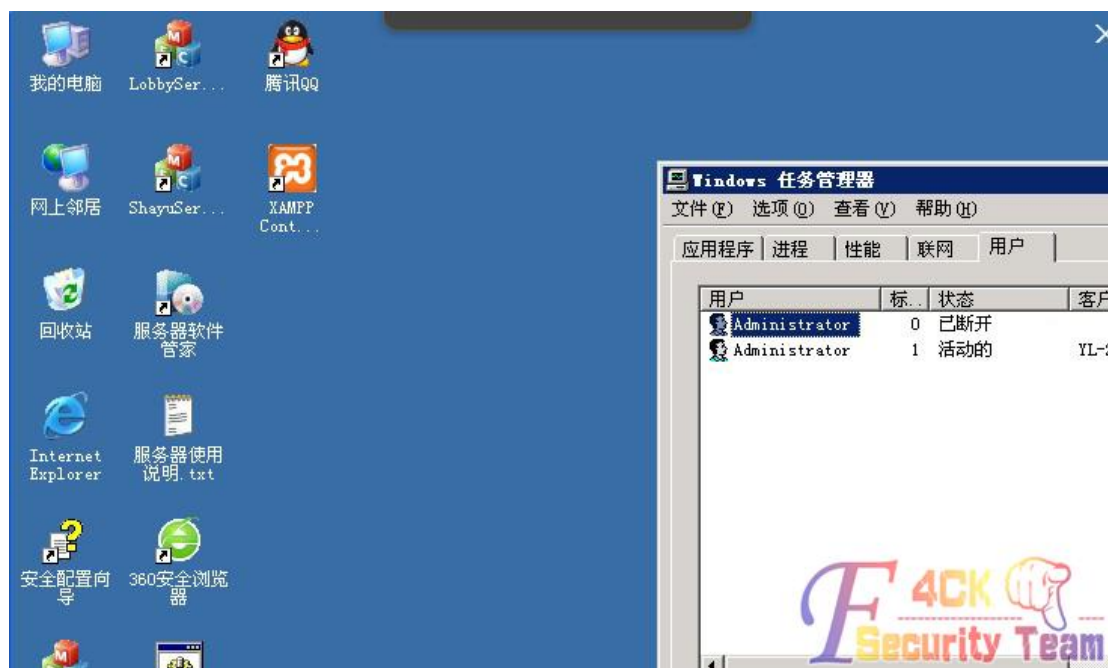 我的电脑
LobbySer...
腾讯QQ
网上邻居
ShayuSer...
XAMPP
Cont...
回收站
服务器软件
管家
Internet
Explorer
服务器使用
说明.txt
安全配置向
导
360安全浏览
器
Windows 任务管理器
文件(F) 选项(O) 查看(V) 帮助(H)
应用程序 进程 性能 联网 用户
用户 标.. 状态
Administrator 0 已断开
Administrator 1 活动的
F4CK
Security Team